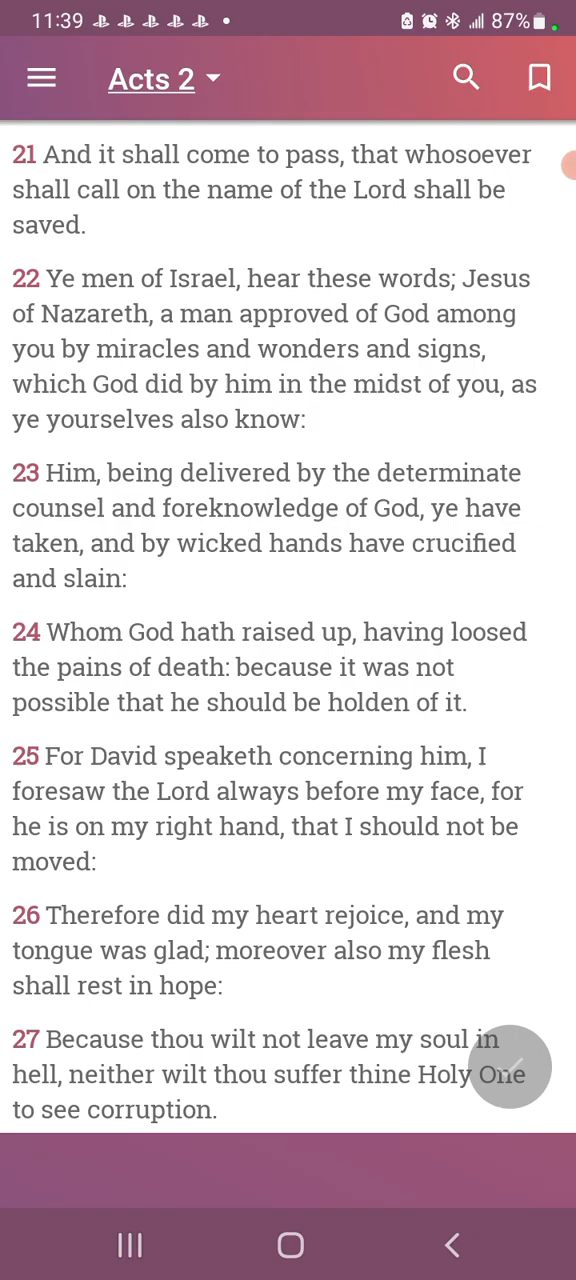 11:39 87%
Acts 2
21 And it shall come to pass, that whosoever
shall call on the name of the Lord shall be
saved.
22 Ye men of Israel, hear these words; Jesus
of Nazareth, a man approved of God among
you by miracles and wonders and signs,
which God did by him in the midst of you, as
ye yourselves also know:
23 Him, being delivered by the determinate
counsel and foreknowledge of God, ye have
taken, and by wicked hands have crucified
and slain:
24 Whom God hath raised up, having loosed
the pains of death: because it was not
possible that he should be holden of it.
25 For David speaketh concerning him, I
foresaw the Lord always before my face, for
he is on my right hand, that I should not be
moved:
26 Therefore did my heart rejoice, and my
tongue was glad; moreover also my flesh
shall rest in hope:
27 Because thou wilt not leave my soul in
hell, neither wilt thou suffer thine Holy One
to see corruption.